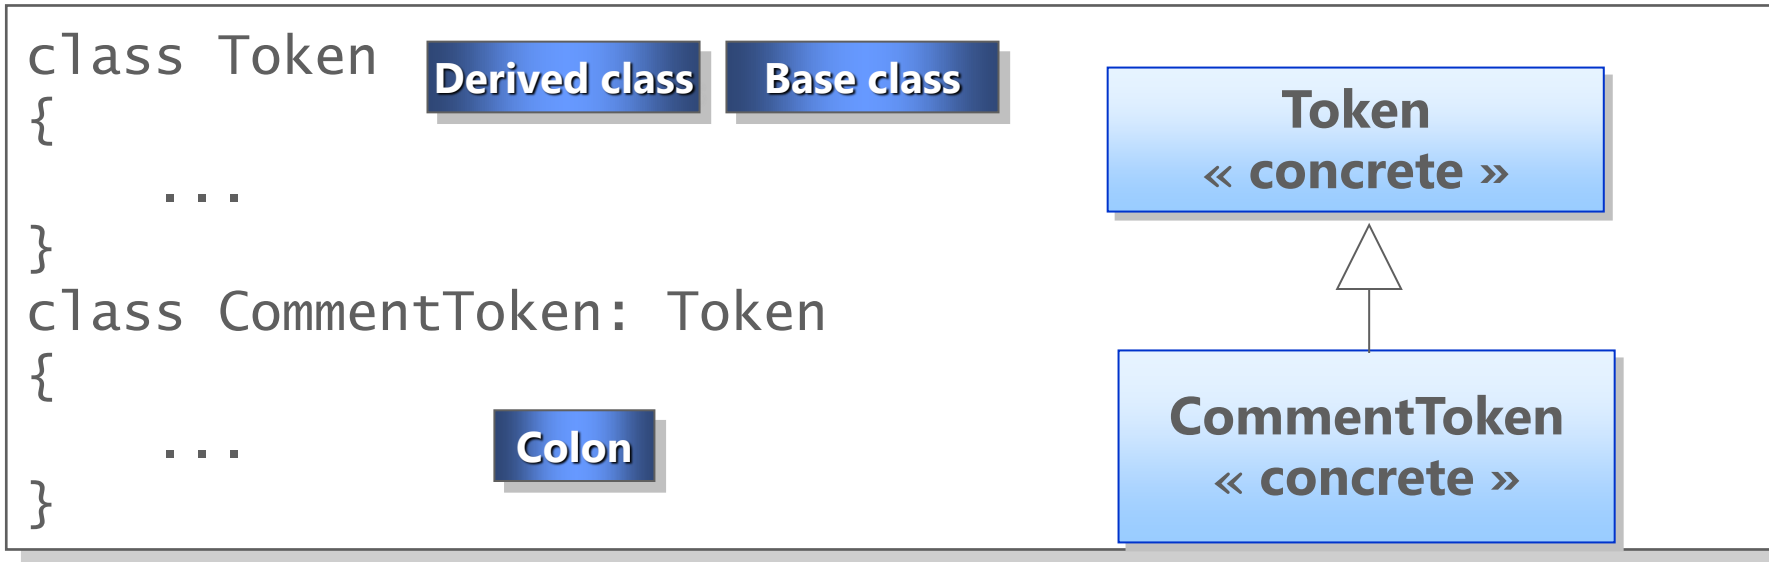 class Token
Derived class
Base class
{
...
}
class CommentToken: Token
{
...
}
Colon
Token
« concrete »
CommentToken
« concrete »